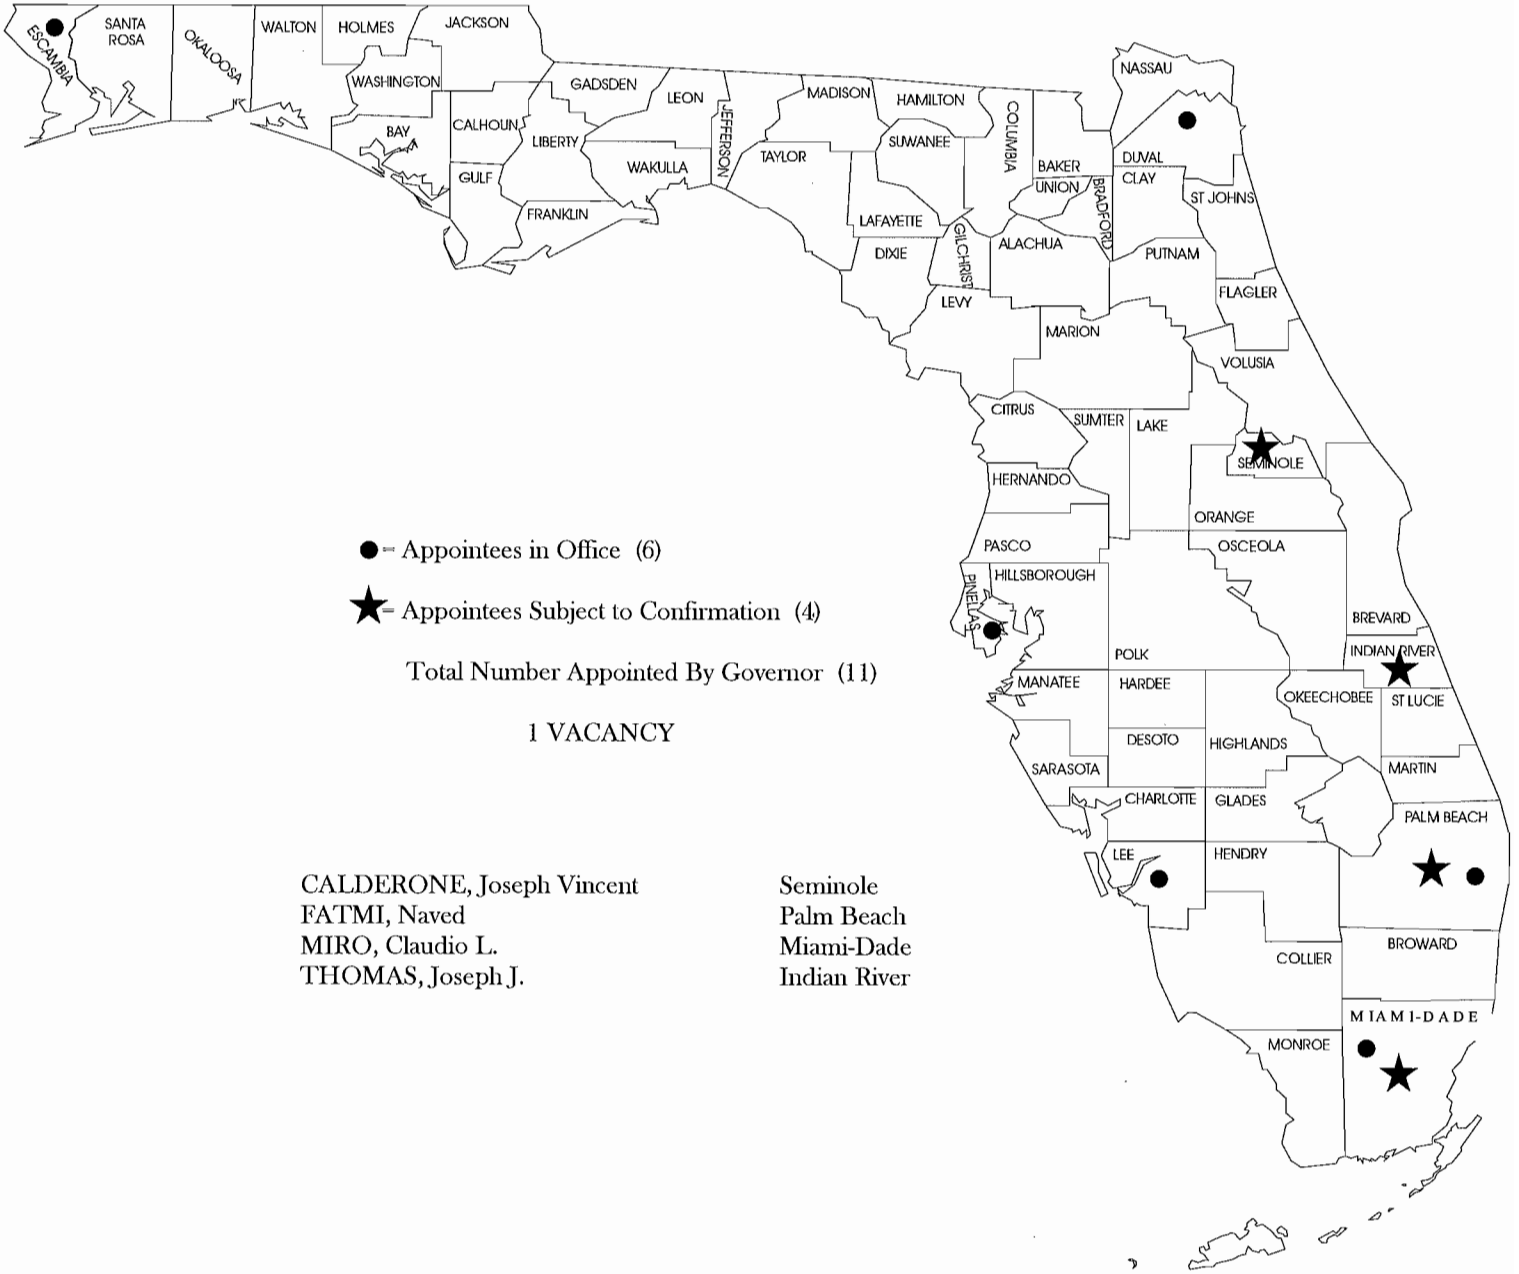 ESCAMBIA
SANTA
ROSA
OKALOOSA
WALTON
HOLMES
JACKSON
WASHINGTON
BAY
CALHOUN
GULF
GADSDEN
LIBERTY
FRANKLIN
LEON
WAKULLA
JEFFERSON
MADISON
TAYLOR
HAMILTON
SUWANEE
LAFAYETTE
DIXIE
COLUMBIA
GILCHRIST
LEVY
BAKER
UNION
BRADFORD
ALACHUA
NASSAU
DUVAL
CLAY
ST JOHNS
PUTNAM
FLAGLER
MARION
VOLUSIA
CITRUS
SUMTER
LAKE
SEMINOLE
HERNANDO
ORANGE
PASCO
OSCEOLA
PINELLAS
HILLSBOROUGH
POLK
BREVARD
INDIAN RIVER
MANATEE
HARDEE
OKEECHOBEE
ST LUCIE
DESOTO
HIGHLANDS
SARASOTA
MARTIN
CHARLOTTE
GLADES
PALM BEACH
LEE
HENDRY
BROWARD
COLLIER
MIAMI-DADE
MONROE
= Appointees in Office (6)
= Appointees Subject to Confirmation (4)
Total Number Appointed By Governor (11)
1 VACANCY
CALDERONE, Joseph Vincent Seminole
FATMI, Naved Palm Beach
MIRO, Claudio L. Miami-Dade
THOMAS, Joseph J. Indian River